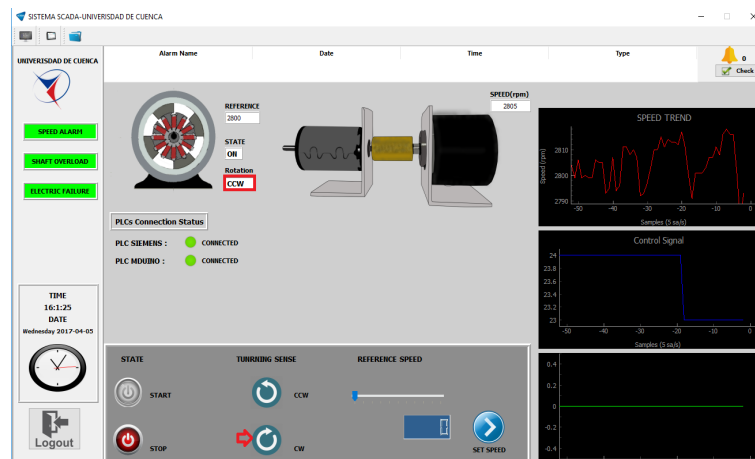 SISTEMA SCADA-UNIVERISDAD DE CUENCA
Alarm Name Date Time Type
0
Check
UNIVERISDAD DE CUENCA
SPEED ALARM
SHAFT OVERLOAD
ELECTRIC FAILURE
REFERENCE
2800
STATE
ON
Rotation
CCW
SPEED(rpm)
2805
PLCs Connection Status
PLC SIEMENS : CONNECTED
PLC MDUINO : CONNECTED
SPEED TREND
Speed (rpm)
2810
2800
2790
-50 -40 -30 -20 -10 0
Samples (5 sa/s)
Control Signal
24
23.8
23.6
23.4
23.2
23
-50 -40 -30 -20 -10 0
Samples (5 sa/s)
0.4
0.2
0
-0.2
-0.4
TIME
16:1:25
DATE
Wednesday 2017-04-05
Logout
STATE TUNRNING SENSE REFERENCE SPEED
START CCW
STOP CW
0
SET SPEED